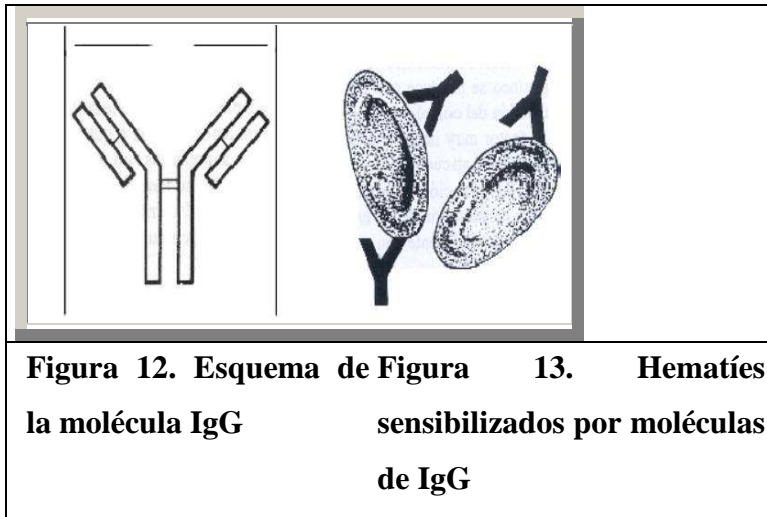 Figura 12. Esquema de
la molécula IgG
Figura 13. Hematíes
sensibilizados por moléculas
de IgG